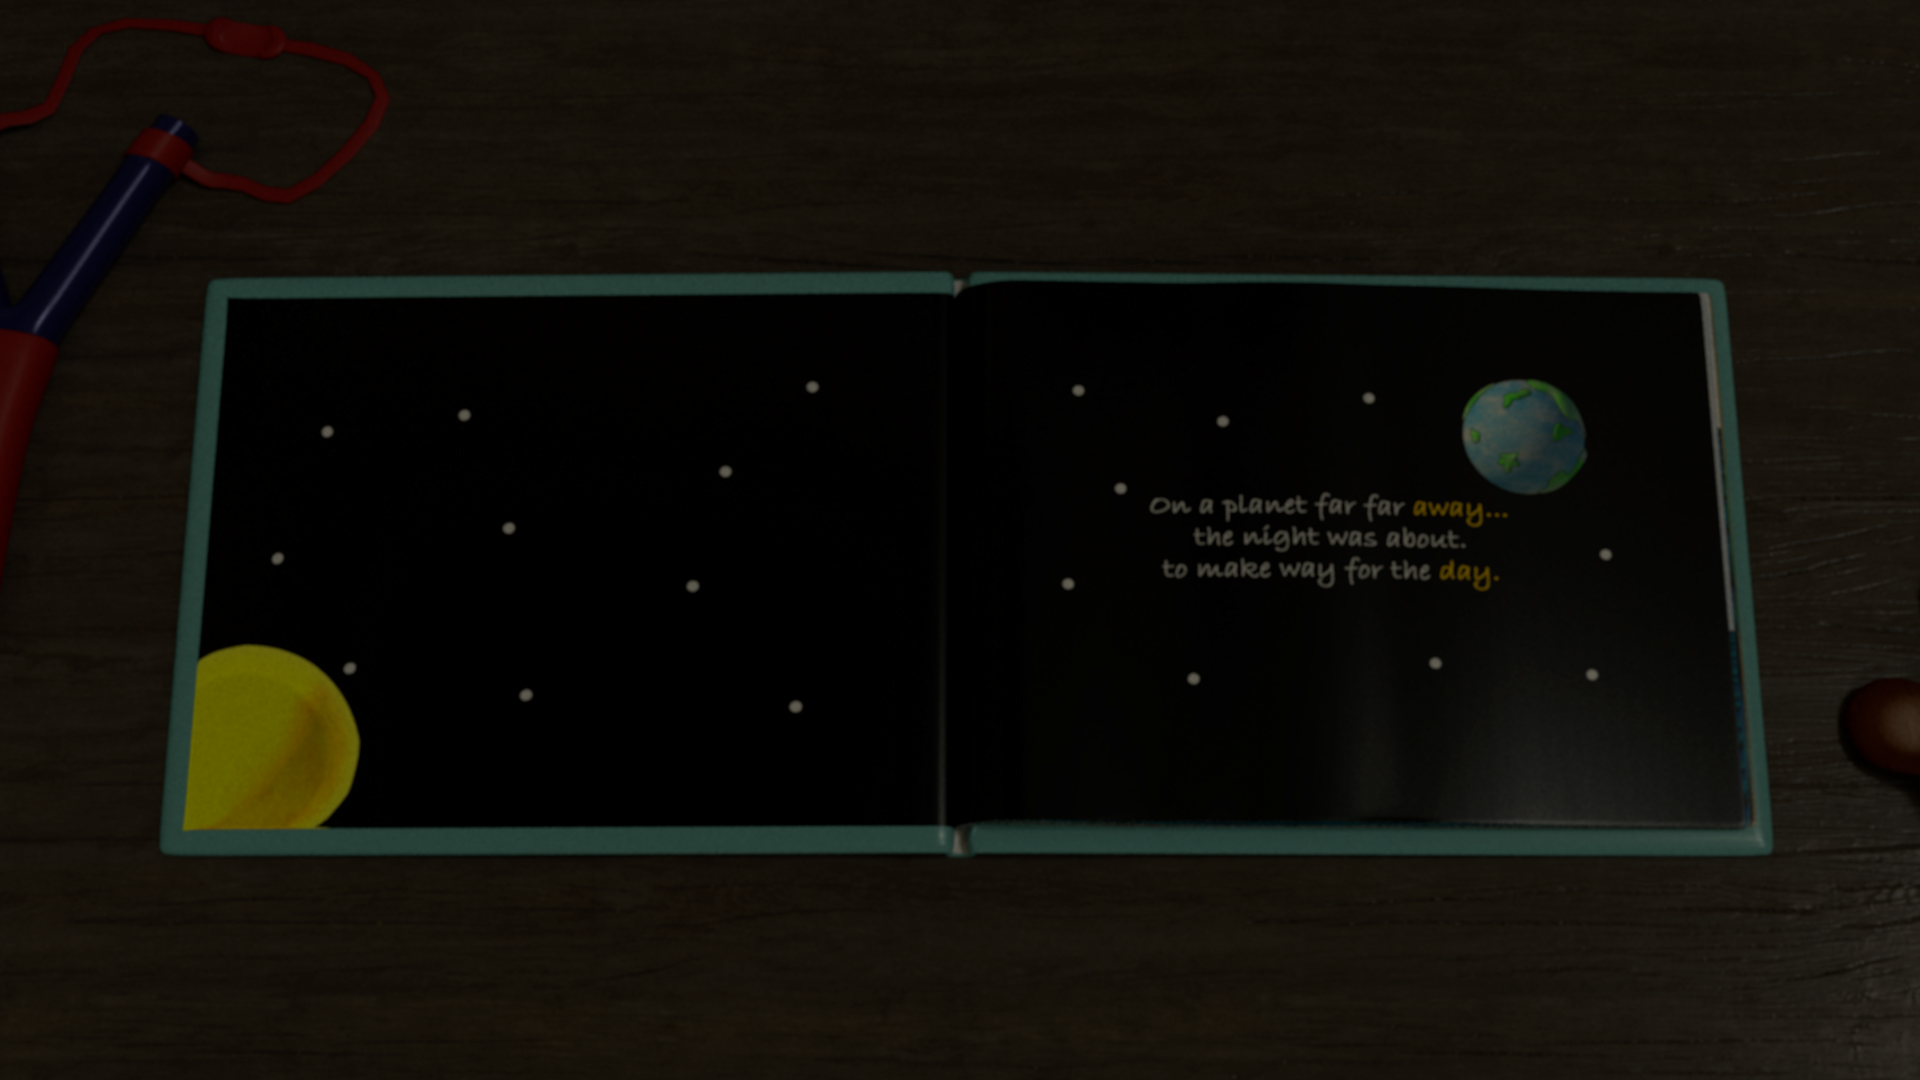 On a planet far far away...
the night was about.
to make way for the day.